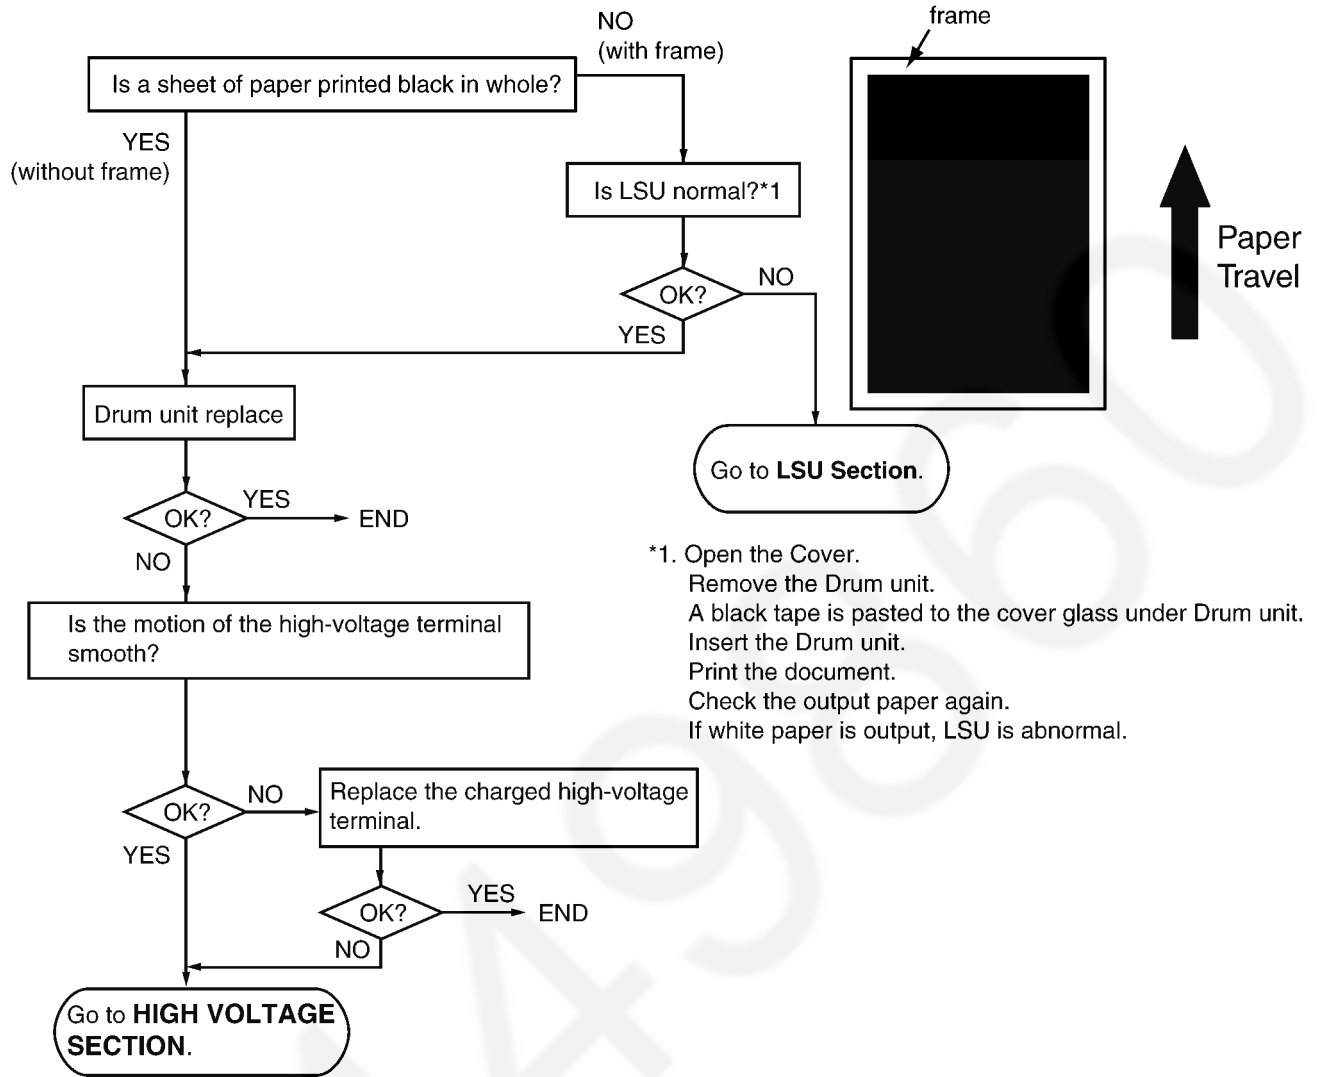 NO
(with frame)
frame
Is a sheet of paper printed black in whole?
YES
(without frame)
Is LSU normal?*1
Paper
Travel
OK?
NO
YES
Drum unit replace
Go to LSU Section.
OK?
YES
END
NO
*1. Open the Cover.
Remove the Drum unit.
A black tape is pasted to the cover glass under Drum unit.
Insert the Drum unit.
Print the document.
Check the output paper again.
If white paper is output, LSU is abnormal.
Is the motion of the high-voltage terminal
smooth?
OK?
NO
YES
Replace the charged high-voltage
terminal.
OK?
YES
END
NO
Go to HIGH VOLTAGE
SECTION.